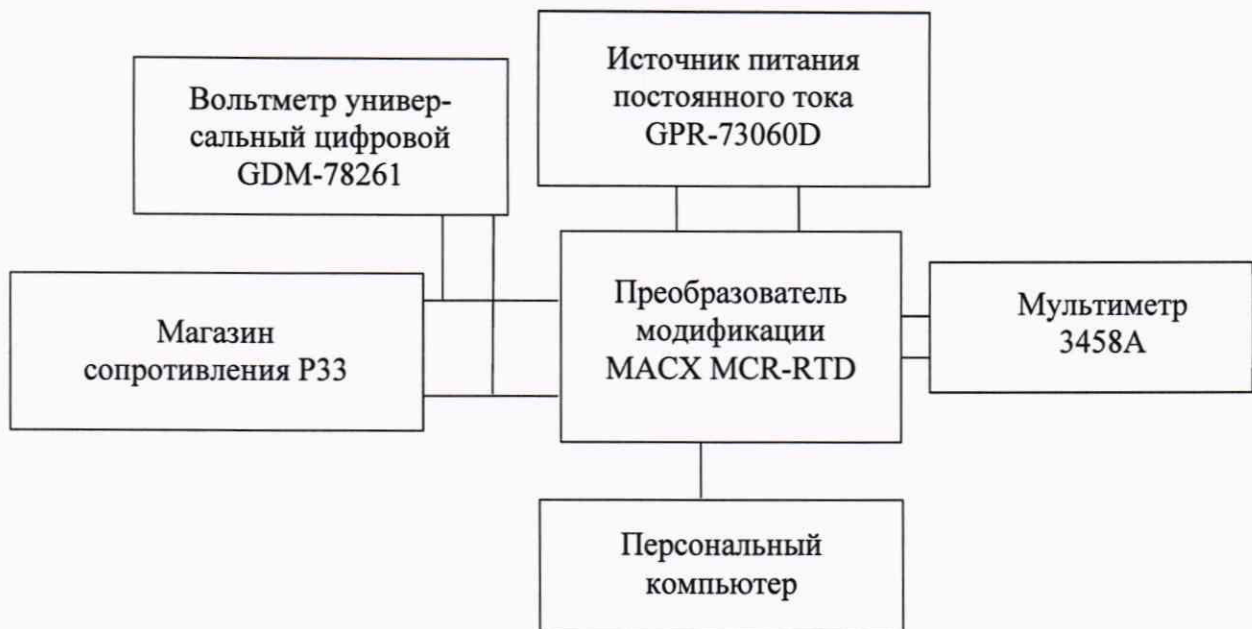 Вольтметр универ-
сальный цифровой
GDM-78261
Источник питания
постоянного тока
GPR-73060D
Магазин
сопротивления Р33
Преобразователь
модификации
MACX MCR-RTD
Мультиметр
3458А
Персональный
компьютер